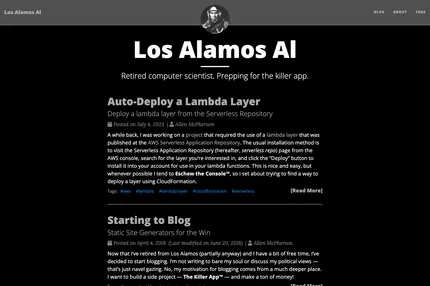 Los Alamos Al
BLOG ABOUT TAGS
Los Alamos Al
Retired computer scientist. Prepping for the killer app.
Auto-Deploy a Lambda Layer
Deploy a lambda layer from the Serverless Repository
Posted on July 4, 2023 | Allen McPherson
A while back, I was working on a project that required the use of a lambda layer that was
published at the AWS Serverless Application Repository. The usual installation method is
to visit the Serverless Application Repository (hereafter, serverless repo) page from the
AWS console, search for the layer you're interested in, and click the "Deploy" button to
install it into your account for use in your lambda functions. This is nice and easy, but
whenever possible I tend to Eschew the Console™, so I set about trying to find a way to
deploy a layer using CloudFormation.
Tags: #aws #lambda #lambda layer #cloudformation #serverless
[Read More]
Starting to Blog
Static Site Generators for the Win
Posted on April 4, 2018 (Last modified on June 20, 2018) | Allen McPherson
Now that I've retired from Los Alamos (partially anyway) and I have a bit of free time, I've
decided to start blogging. I'm not writing to bare my soul or discuss my political views —
that's just navel gazing. No, my motivation for blogging comes from a much deeper place.
I want to build a side project — The Killer App™ — and make a ton of money!